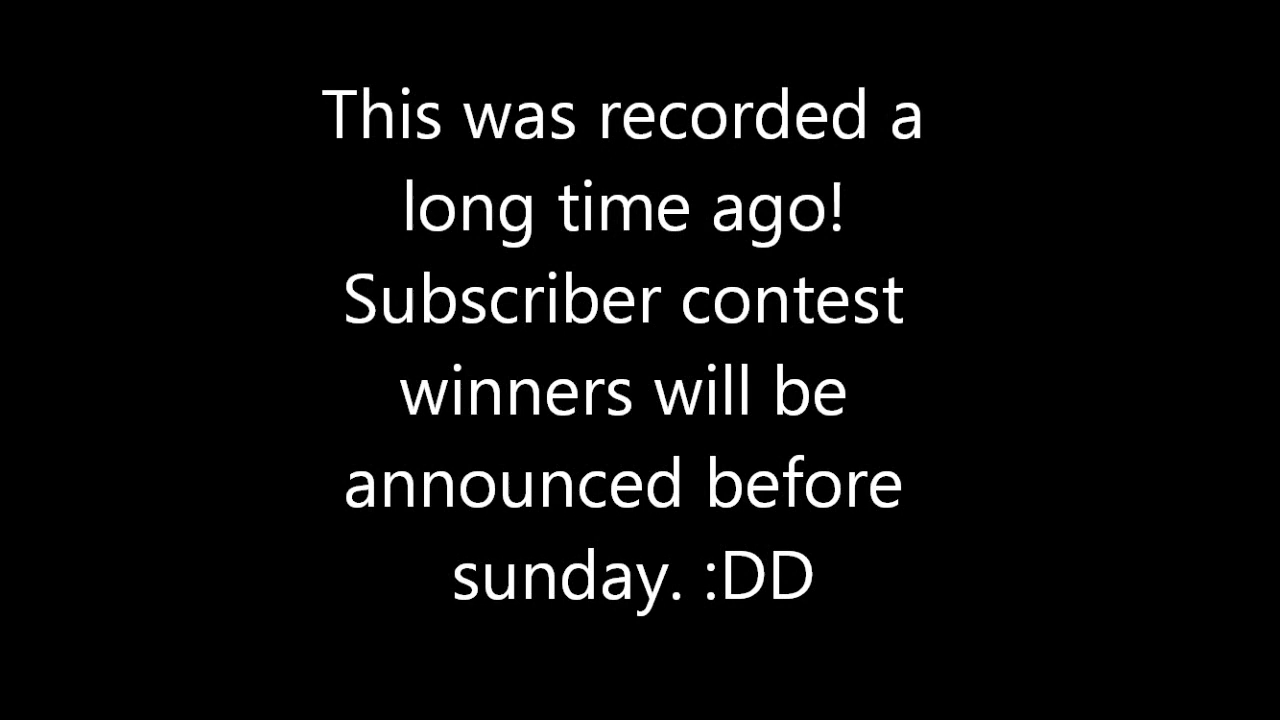 This was recorded a
long time ago!
Subscriber contest
winners will be
announced before
sunday. :DD